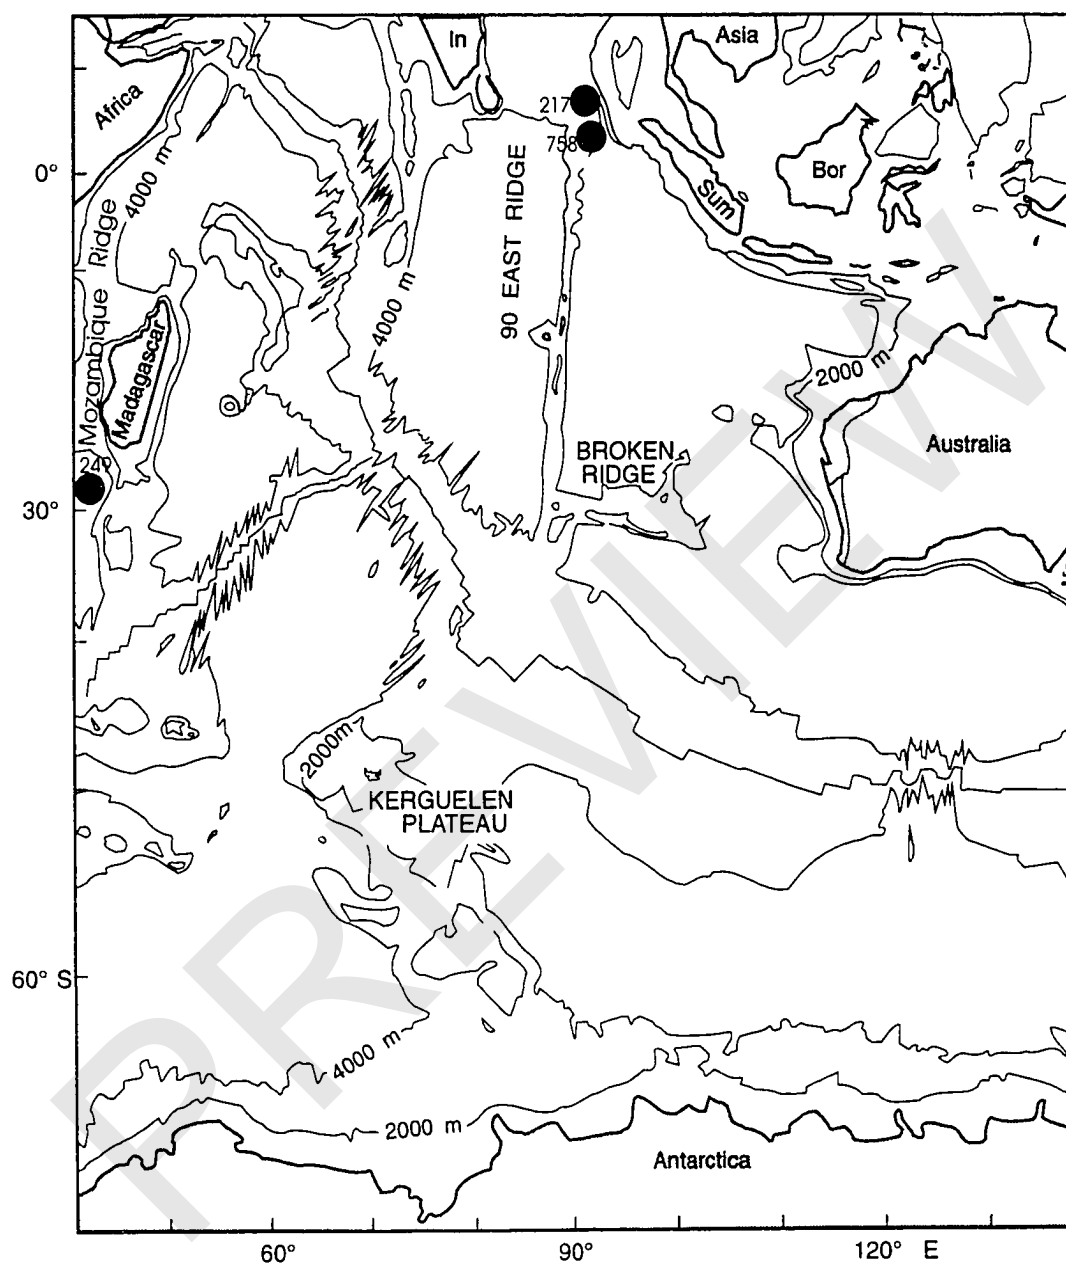 In
Asia
Africa
217
758
4000 m
0°
Bor
Sum
90 EAST RIDGE
Mozambique Ridge
4000 m
2000 m
Madagascar
BROKEN
RIDGE
Australia
30°
2000m
KERGUELEN
PLATEAU
60° S
4000 m
2000 m
Antarctica
60°
90°
120° E
PREVIEW